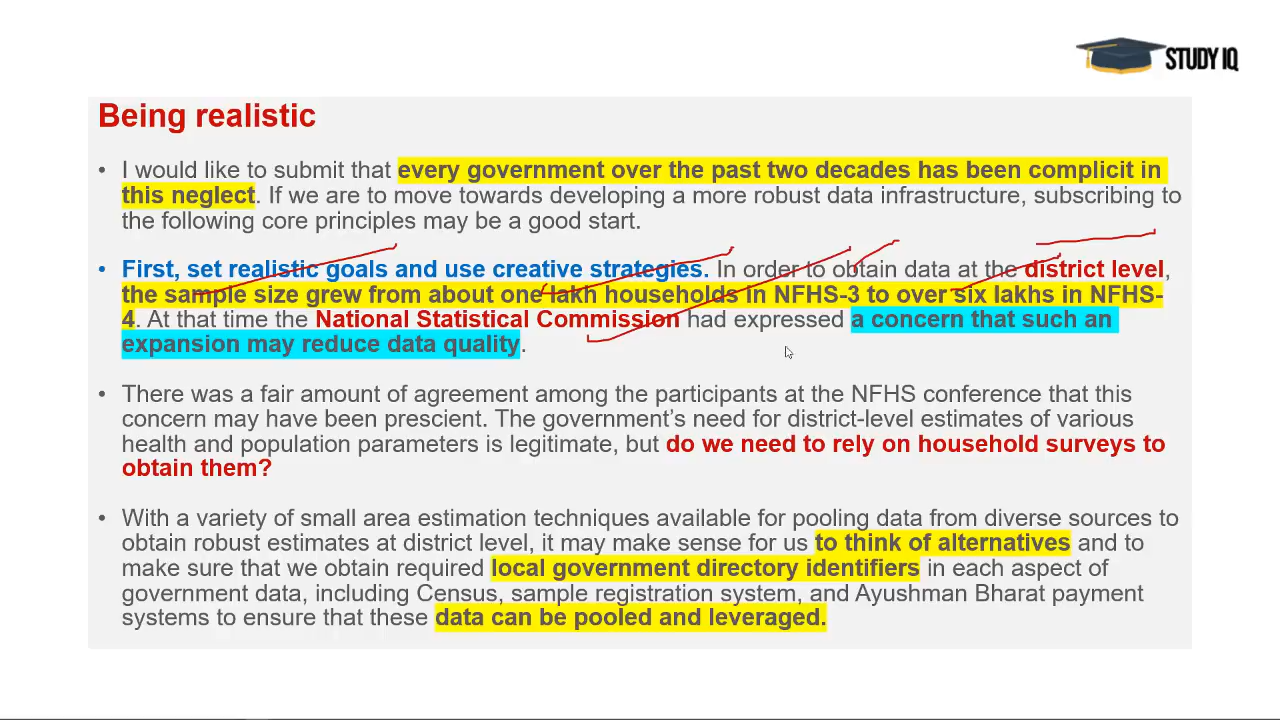 STUDY IQ
Being realistic
• I would like to submit that every government over the past two decades has been complicit in
this neglect. If we are to move towards developing a more robust data infrastructure, subscribing to
the following core principles may be a good start.
• First, set realistic goals and use creative strategies. In order to obtain data at the district level,
the sample size grew from about one lakh households in NFHS-3 to over six lakhs in NFHS-
4. At that time the National Statistical Commission had expressed a concern that such an
expansion may reduce data quality.
• There was a fair amount of agreement among the participants at the NFHS conference that this
concern may have been prescient. The government's need for district-level estimates of various
health and population parameters is legitimate, but do we need to rely on household surveys to
obtain them?
• With a variety of small area estimation techniques available for pooling data from diverse sources to
obtain robust estimates at district level, it may make sense for us to think of alternatives and to
make sure that we obtain required local government directory identifiers in each aspect of
government data, including Census, sample registration system, and Ayushman Bharat payment
systems to ensure that these data can be pooled and leveraged.